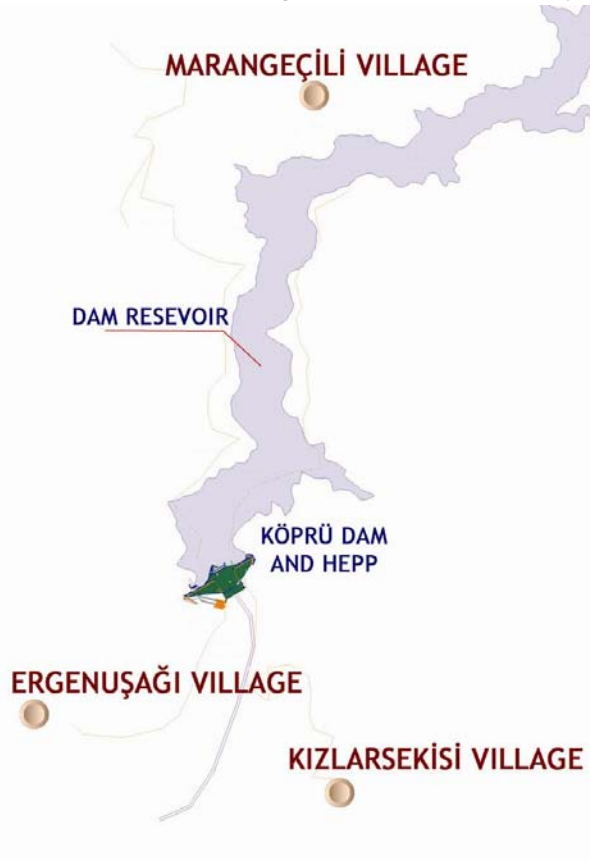 MARANGEÇİLİ VILLAGE
DAM RESEVOIR
KÖPRÜ DAM
AND HEPP
ERGENUŞAĞI VILLAGE
KIZLARSEKİSİ VILLAGE